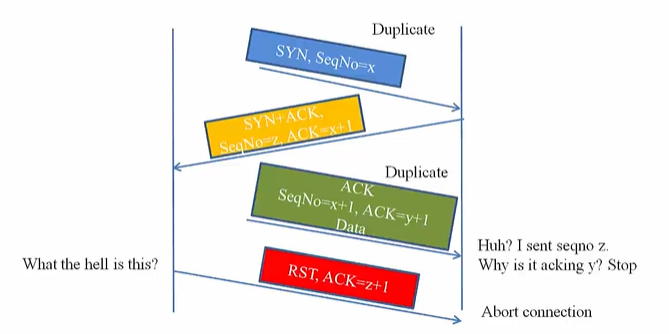 Duplicate
SYN, SeqNo=x
SYN+ACK,
SeqNo=z, ACK=x+1
Duplicate
ACK
SeqNo=x+1, ACK=y+1
Data
Huh? I sent seqno z.
Why is it acking y? Stop
What the hell is this?
RST, ACK=z+1
Abort connection